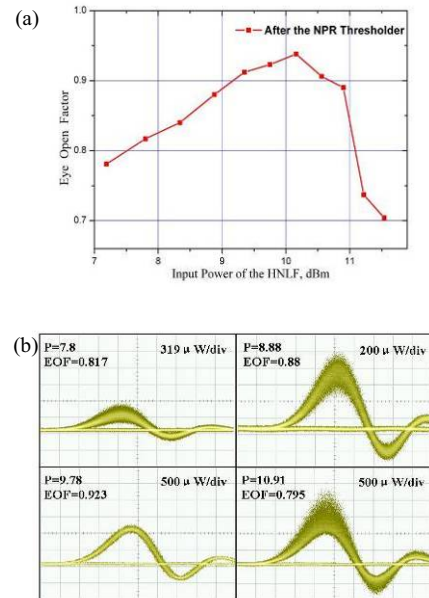 (a)
After the NPR Thresholder
1.0
0.9
0.8
0.7
Eye Open Factor
7 8 9 10 11
Input Power of the HNLF, dBm
(b)
P=7.8 319 μ W/div
EOF=0.817
P=8.88 200 μ W/div
EOF=0.88
P=9.78 500 μ W/div
EOF=0.923
P=10.91 500 μ W/div
EOF=0.795